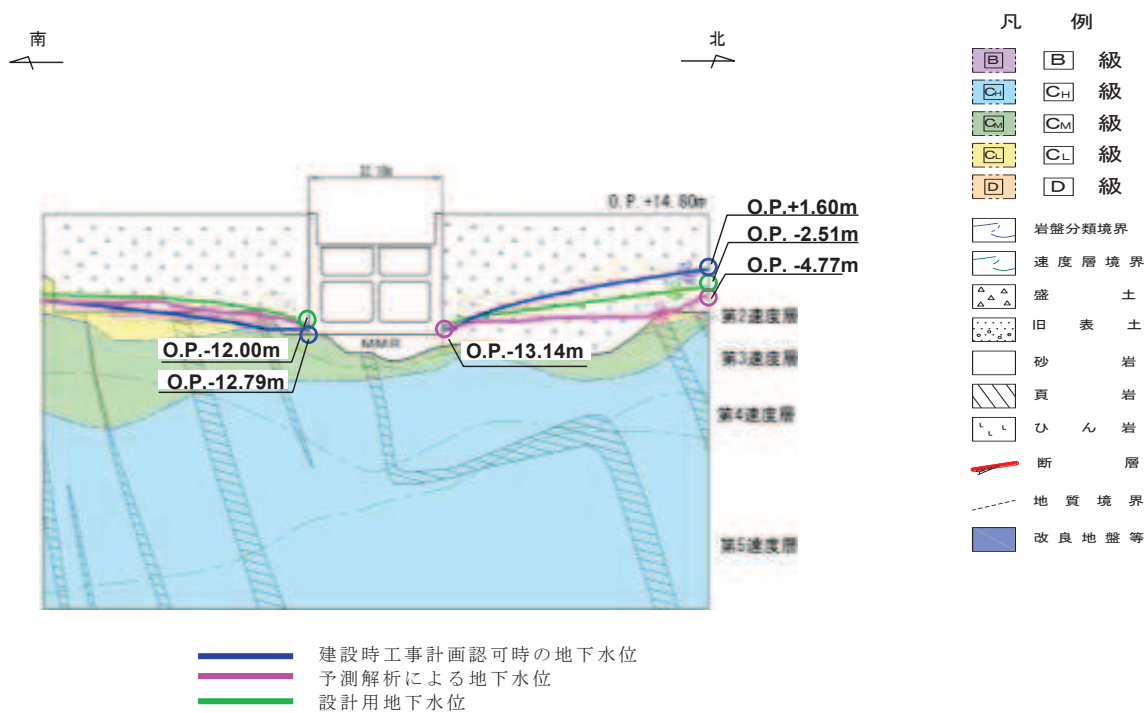 南
北
22.10m
O.P.+14.80m
O.P.+1.60m
O.P. -2.51m
O.P. -4.77m
第2速度層
O.P.-12.00m
MMR
O.P.-13.14m
第3速度層
O.P.-12.79m
第4速度層
第5速度層
建設時工事計画認可時の地下水位
予測解析による地下水位
設計用地下水位
凡 例
B B 級
CH CH 級
CM CM 級
CL CL 級
D D 級
岩盤分類境界
速度層境界
盛 土
旧表土
砂 岩
頁 岩
ひん岩
断 層
地質境界
改良地盤等